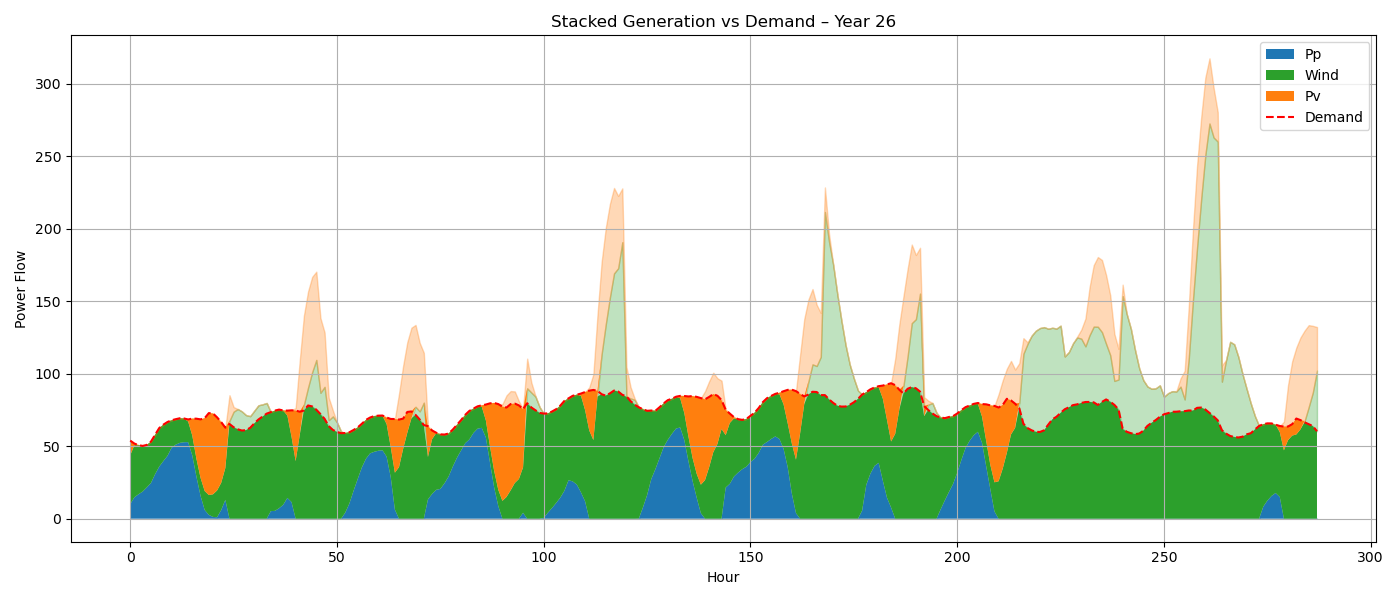 Stacked Generation vs Demand – Year 26
Power Flow
300
250
200
150
100
50
0
0 50 100 150 200 250 300
Hour
Pp
Wind
Pv
Demand